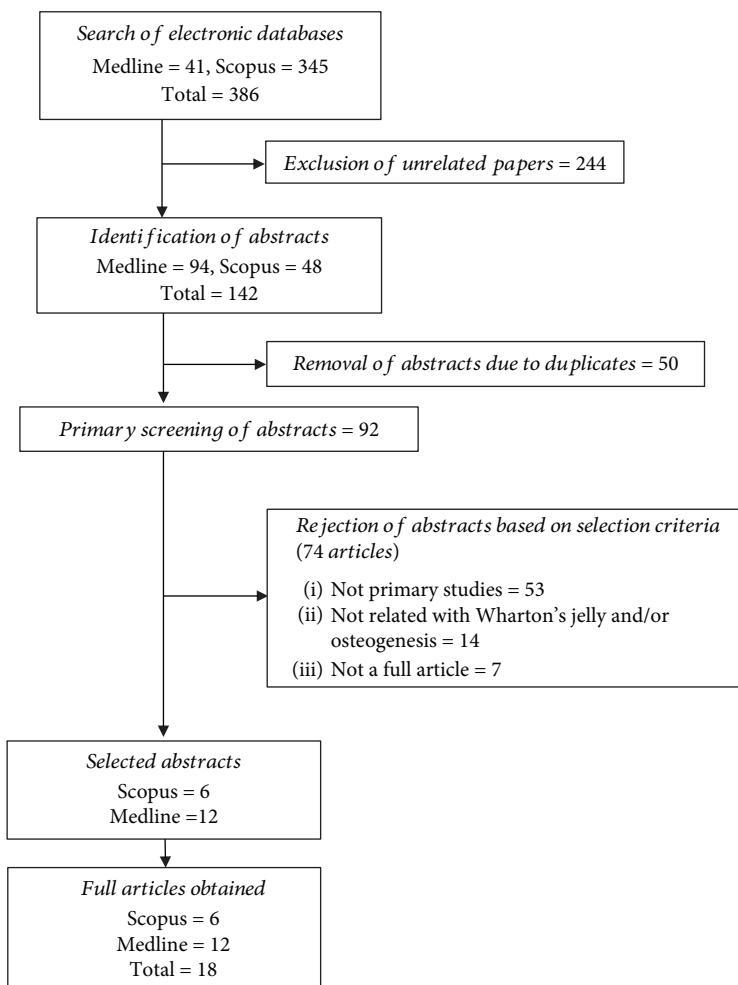 Search of electronic databases
Medline = 41, Scopus = 345
Total = 386
Exclusion of unrelated papers = 244
Identification of abstracts
Medline = 94, Scopus = 48
Total = 142
Removal of abstracts due to duplicates = 50
Primary screening of abstracts = 92
Rejection of abstracts based on selection criteria
(74 articles)
(i) Not primary studies = 53
(ii) Not related with Wharton's jelly and/or
osteogenesis = 14
(iii) Not a full article = 7
Selected abstracts
Scopus = 6
Medline =12
Full articles obtained
Scopus = 6
Medline = 12
Total = 18